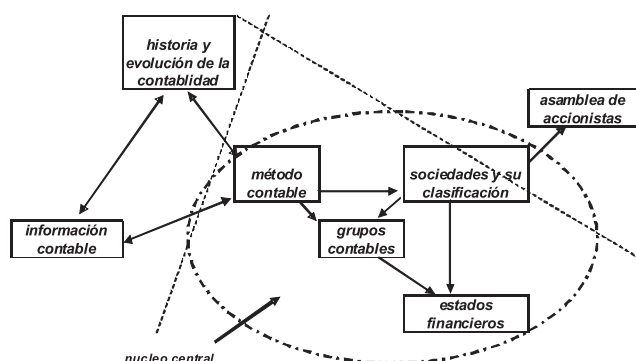 historia y
evolución de la
contablidad
asamblea de
accionistas
método
contable
sociedades y su
clasificación
información
contable
grupos
contables
estados
financieros
nucleo central